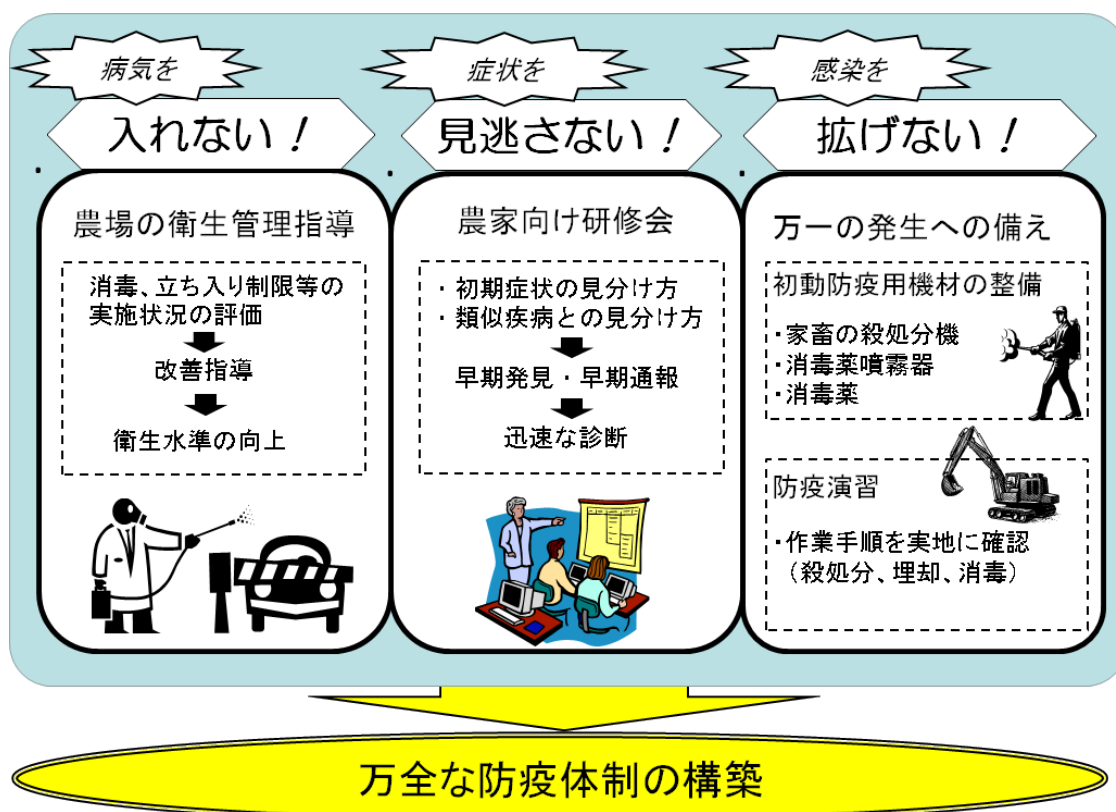 病気を
入れない!
農場の衛生管理指導
消毒、立ち入り制限等の
実施状況の評価
改善指導
衛生水準の向上
症状を
見逃さない!
農家向け研修会
・初期症状の見分け方
・類似疾病との見分け方
早期発見・早期通報
迅速な診断
感染を
拡げない!
万一の発生への備え
初動防疫用機材の整備
・家畜の殺処分機
・消毒薬噴霧器
・消毒薬
防疫演習
・作業手順を実地に確認
（殺処分、埋却、消毒）
万全な防疫体制の構築